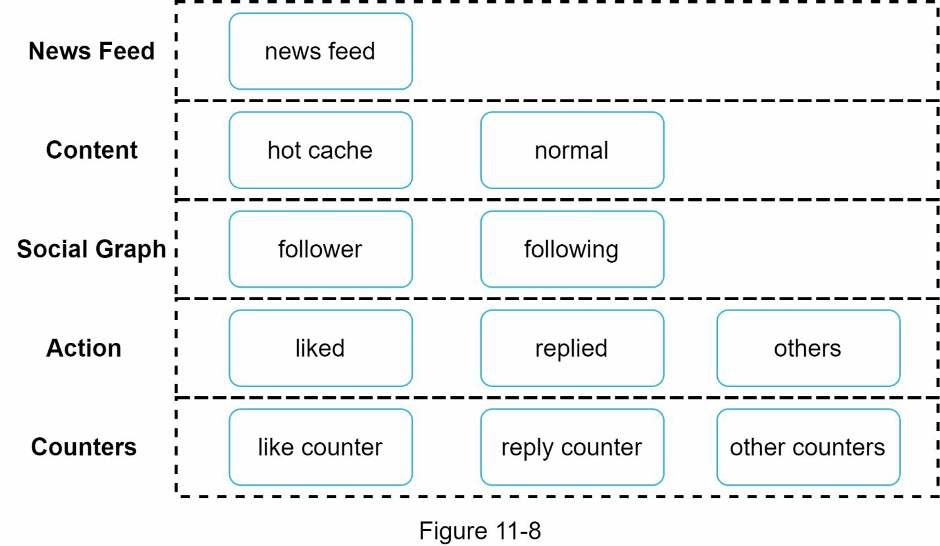 News Feed
news feed
Content
hot cache
normal
Social Graph
follower
following
Action
liked
replied
others
Counters
like counter
reply counter
other counters
Figure 11-8